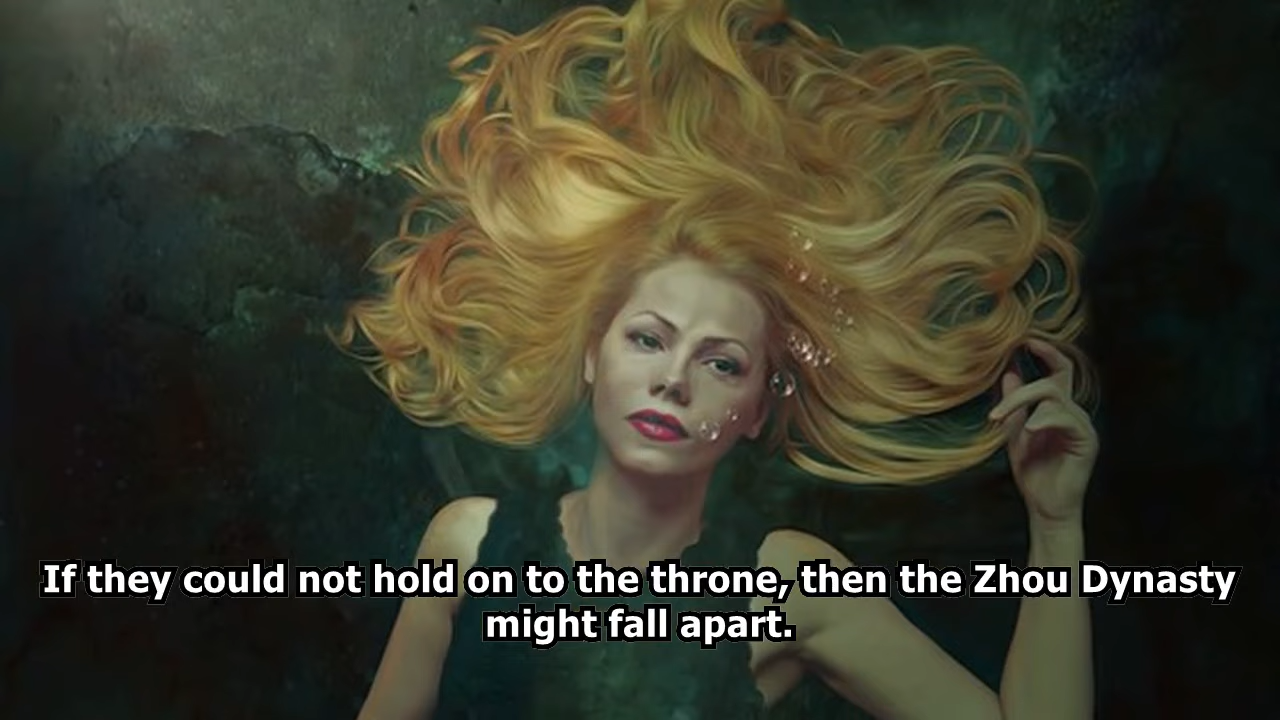 If they could not hold on to the throne, then the Zhou Dynasty
might fall apart.